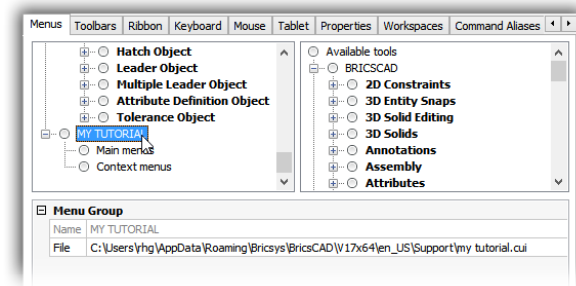 Menus Toolbars Ribbon Keyboard Mouse Tablet Properties Workspaces Command Aliases
Hatch Object
Leader Object
Multiple Leader Object
Attribute Definition Object
Tolerance Object
MY TUTORIAL
Main menus
Context menus
Available tools
BRICSCAD
2D Constraints
3D Entity Snaps
3D Solid Editing
3D Solids
Annotations
Assembly
Attributes
Menu Group
Name MY TUTORIAL
File C:\Users\rhg\AppData\Roaming\Bricsys\BricsCAD\V17x64\en_US\Support\my tutorial.cui